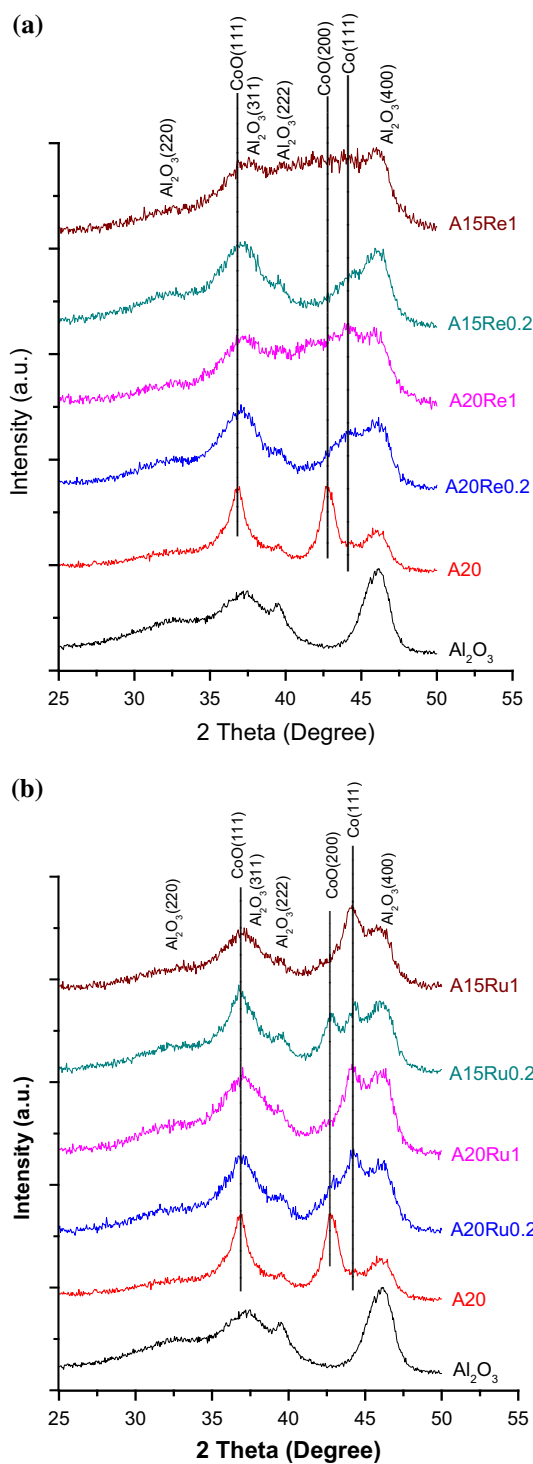 (a)
CoO(111)
CoO(200)
Co(111)
Al₂O₃(220)
Al₂O₃(311)
Al₂O₃(222)
Al₂O₃(400)
A15Re1
A15Re0.2
A20Re1
A20Re0.2
A20
Al₂O₃
Intensity (a.u.)
25 30 35 40 45 50 55
2 Theta (Degree)
(b)
CoO(111)
CoO(200)
Co(111)
Al₂O₃(220)
Al₂O₃(311)
Al₂O₃(222)
Al₂O₃(400)
A15Ru1
A15Ru0.2
A20Ru1
A20Ru0.2
A20
Al₂O₃
Intensity (a.u.)
25 30 35 40 45 50 55
2 Theta (Degree)